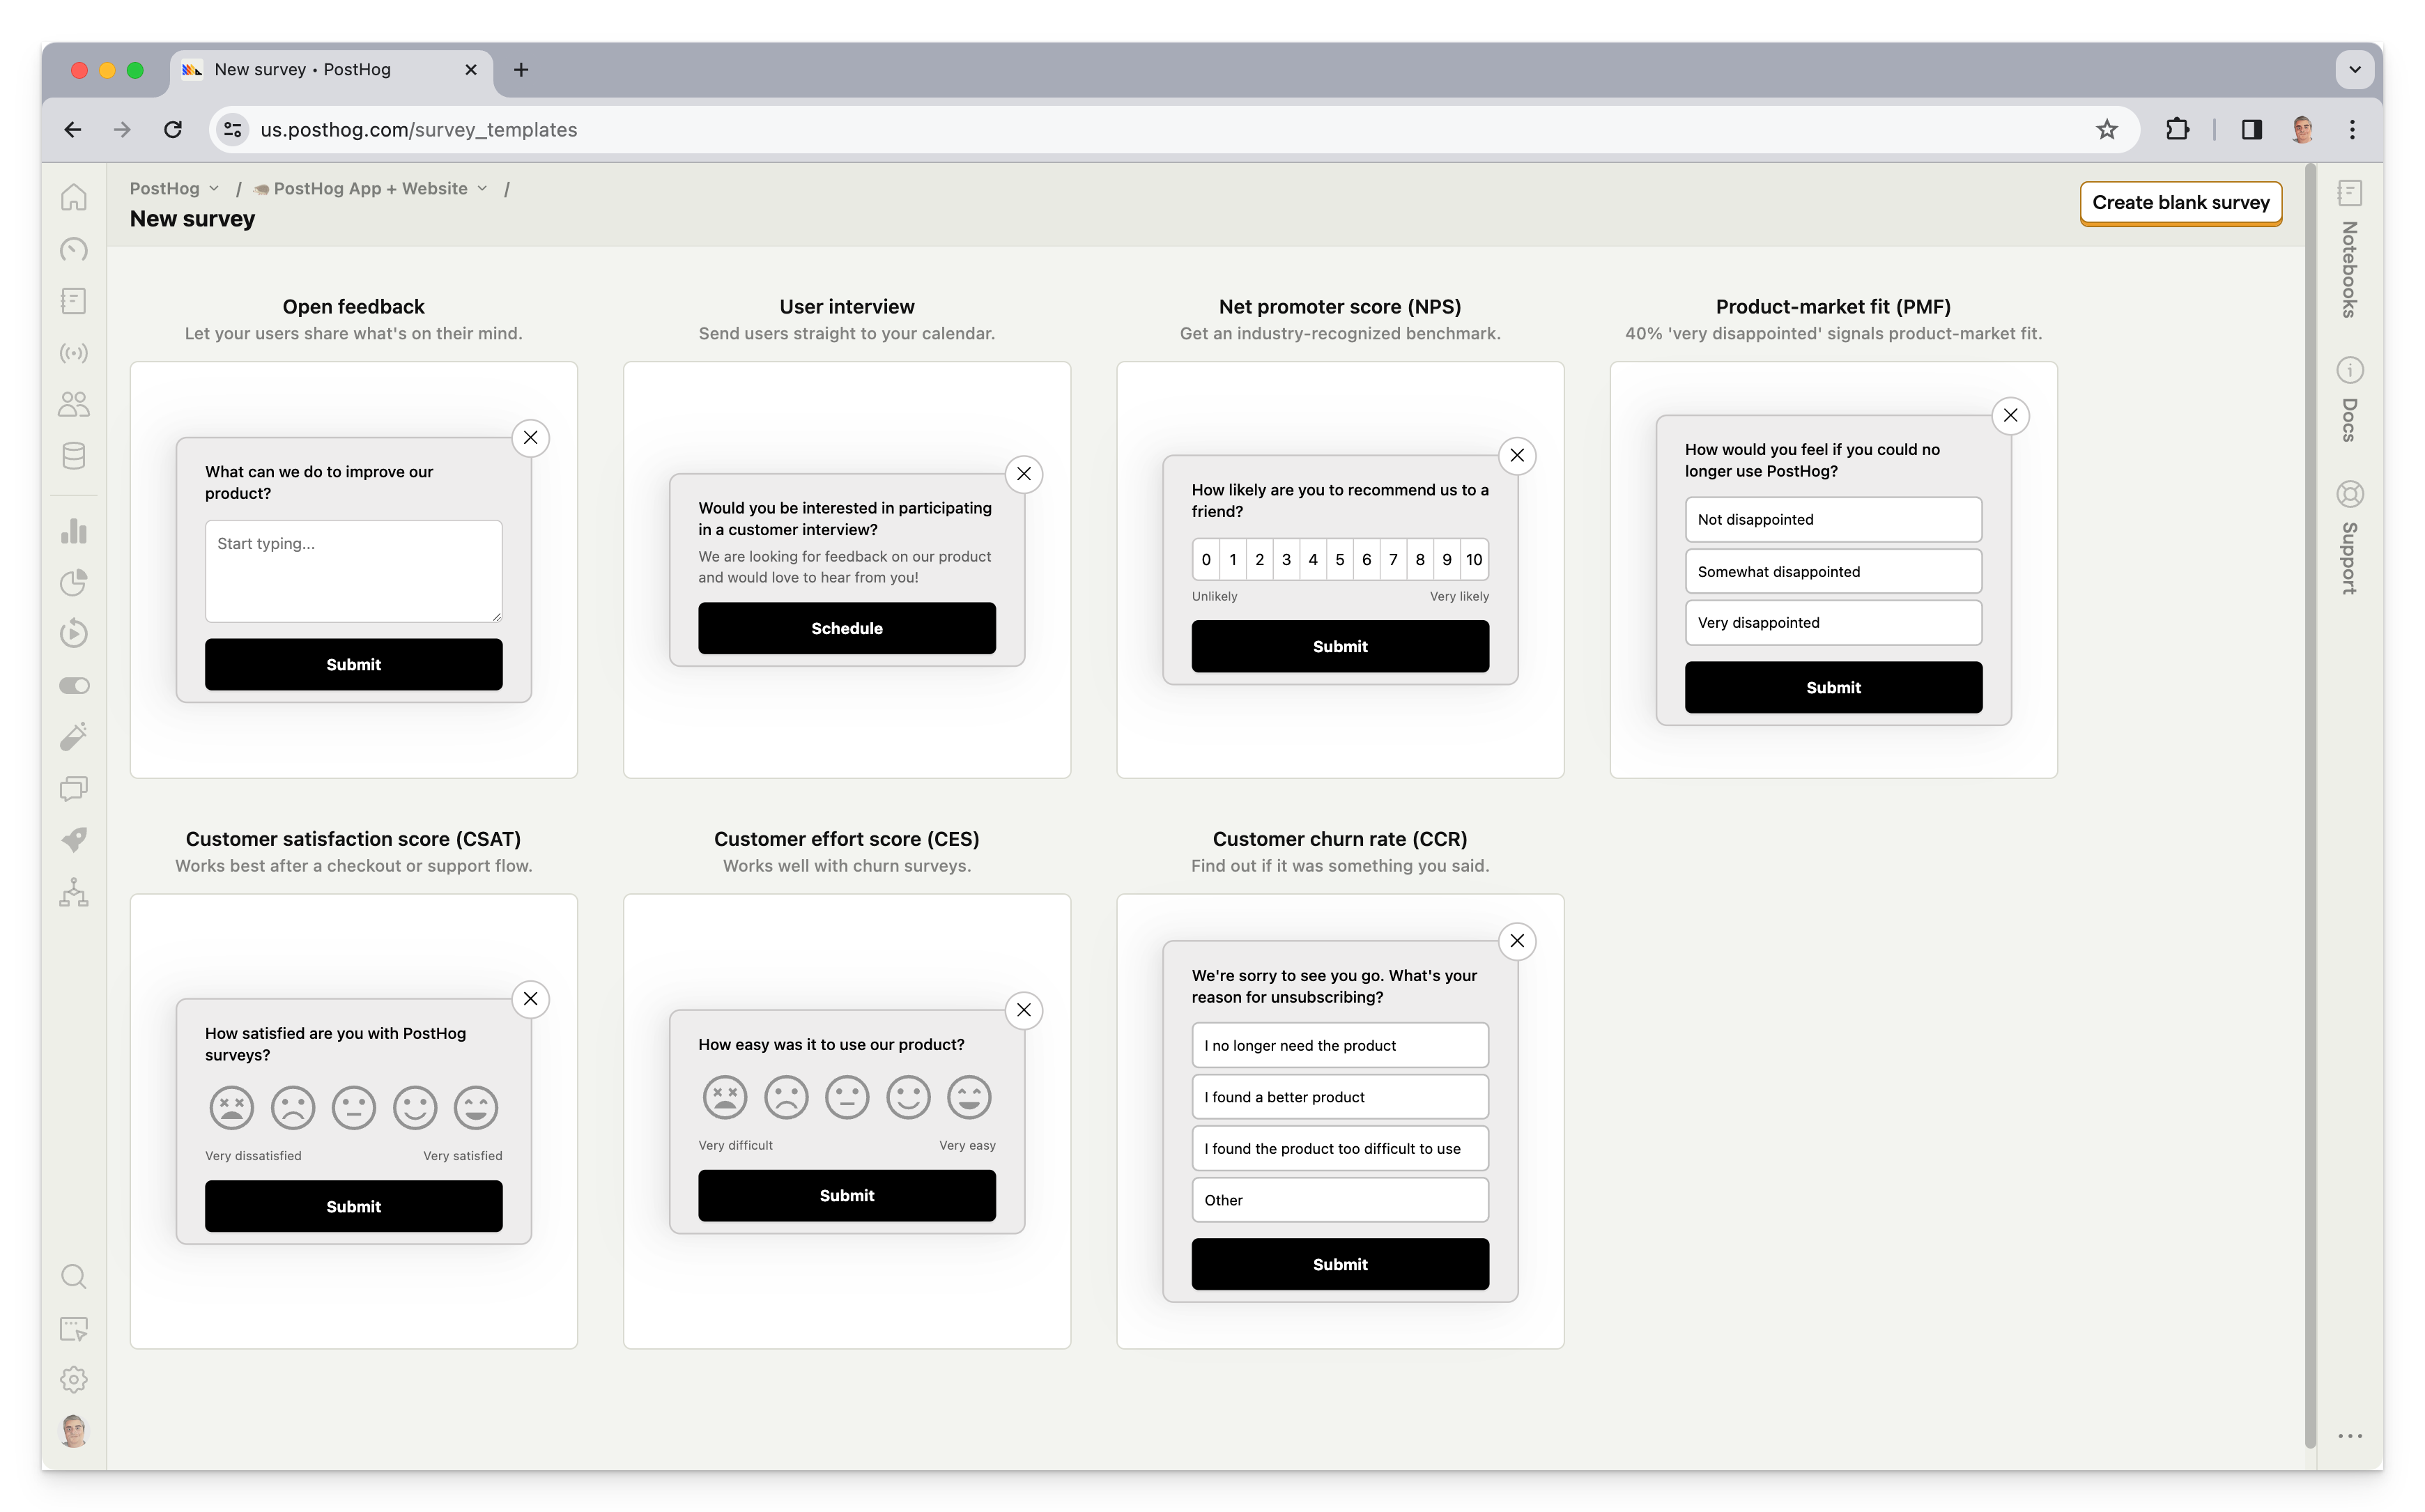 New survey • PostHog
us.posthog.com/survey_templates
PostHog / PostHog App + Website /
New survey
Create blank survey
Notebooks
Docs
Support
Open feedback
Let your users share what's on their mind.
What can we do to improve our
product?
Start typing...
Submit
User interview
Send users straight to your calendar.
Would you be interested in participating
in a customer interview?
We are looking for feedback on our product
and would love to hear from you!
Schedule
Net promoter score (NPS)
Get an industry-recognized benchmark.
How likely are you to recommend us to a
friend?
0 1 2 3 4 5 6 7 8 9 10
Unlikely Very likely
Submit
Product-market fit (PMF)
40% 'very disappointed' signals product-market fit.
How would you feel if you could no
longer use PostHog?
Not disappointed
Somewhat disappointed
Very disappointed
Submit
Customer satisfaction score (CSAT)
Works best after a checkout or support flow.
How satisfied are you with PostHog
surveys?
Very dissatisfied Very satisfied
Submit
Customer effort score (CES)
Works well with churn surveys.
How easy was it to use our product?
Very difficult Very easy
Submit
Customer churn rate (CCR)
Find out if it was something you said.
We're sorry to see you go. What's your
reason for unsubscribing?
I no longer need the product
I found a better product
I found the product too difficult to use
Other
Submit